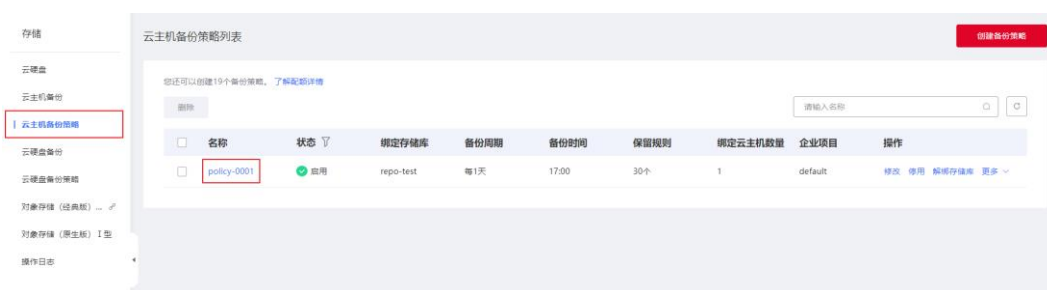 存储
云硬盘
云主机备份
云主机备份策略
云硬盘备份
云硬盘备份策略
对象存储（经典版）...
对象存储（原生版）I型
操作日志
云主机备份策略列表
创建备份策略
您还可以创建19个备份策略。 了解配额详情
删除
请输入名称
名称 状态 绑定存储库 备份周期 备份时间 保留规则 绑定云主机数量 企业项目 操作
policy-0001 启用 repo-test 每1天 17:00 30个 1 default 修改 停用 解绑存储库 更多